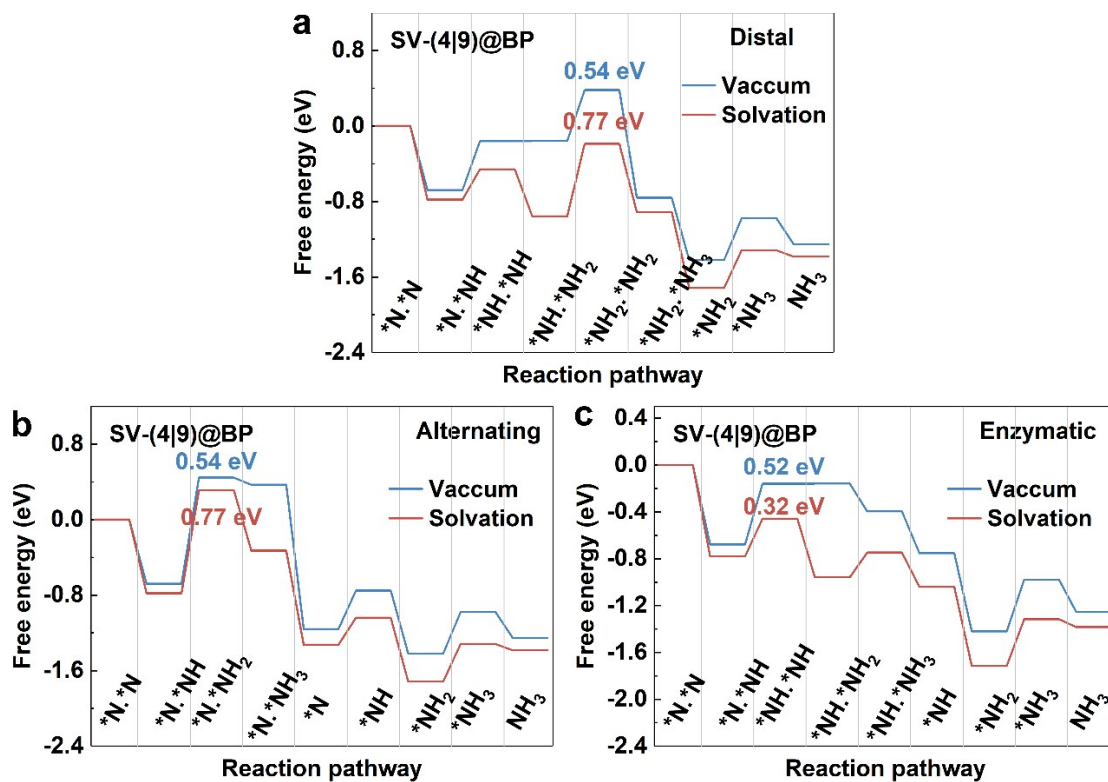 a
SV-(4|9)@BP
Distal
0.54 eV
Vaccum
0.77 eV
Solvation
0.8
0.0
-0.8
-1.6
-2.4
Free energy (eV)
*N.*N
*N.*NH
*NH.*NH
*NH.*NH₂
*NH₂.*NH₂
*NH₂.*NH₃
*NH₂
*NH₃
NH₃
Reaction pathway
b
SV-(4|9)@BP
Alternating
0.54 eV
Vaccum
0.77 eV
Solvation
0.8
0.0
-0.8
-1.6
-2.4
Free energy (eV)
*N.*N
*N.*NH
*N.*NH₂
*N.*NH₃
*N
*NH
*NH₂
*NH₃
NH₃
Reaction pathway
c
SV-(4|9)@BP
Enzymatic
0.52 eV
Vaccum
0.32 eV
Solvation
0.4
0.0
-0.4
-0.8
-1.2
-1.6
-2.0
-2.4
Free energy (eV)
*N.*N
*N.*NH
*NH.*NH
*NH.*NH₂
*NH.*NH₃
*NH
*NH₂
*NH₃
NH₃
Reaction pathway